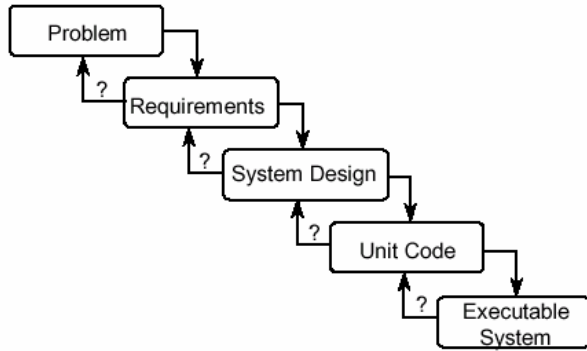 Problem
?
Requirements
?
System Design
?
Unit Code
?
Executable
System